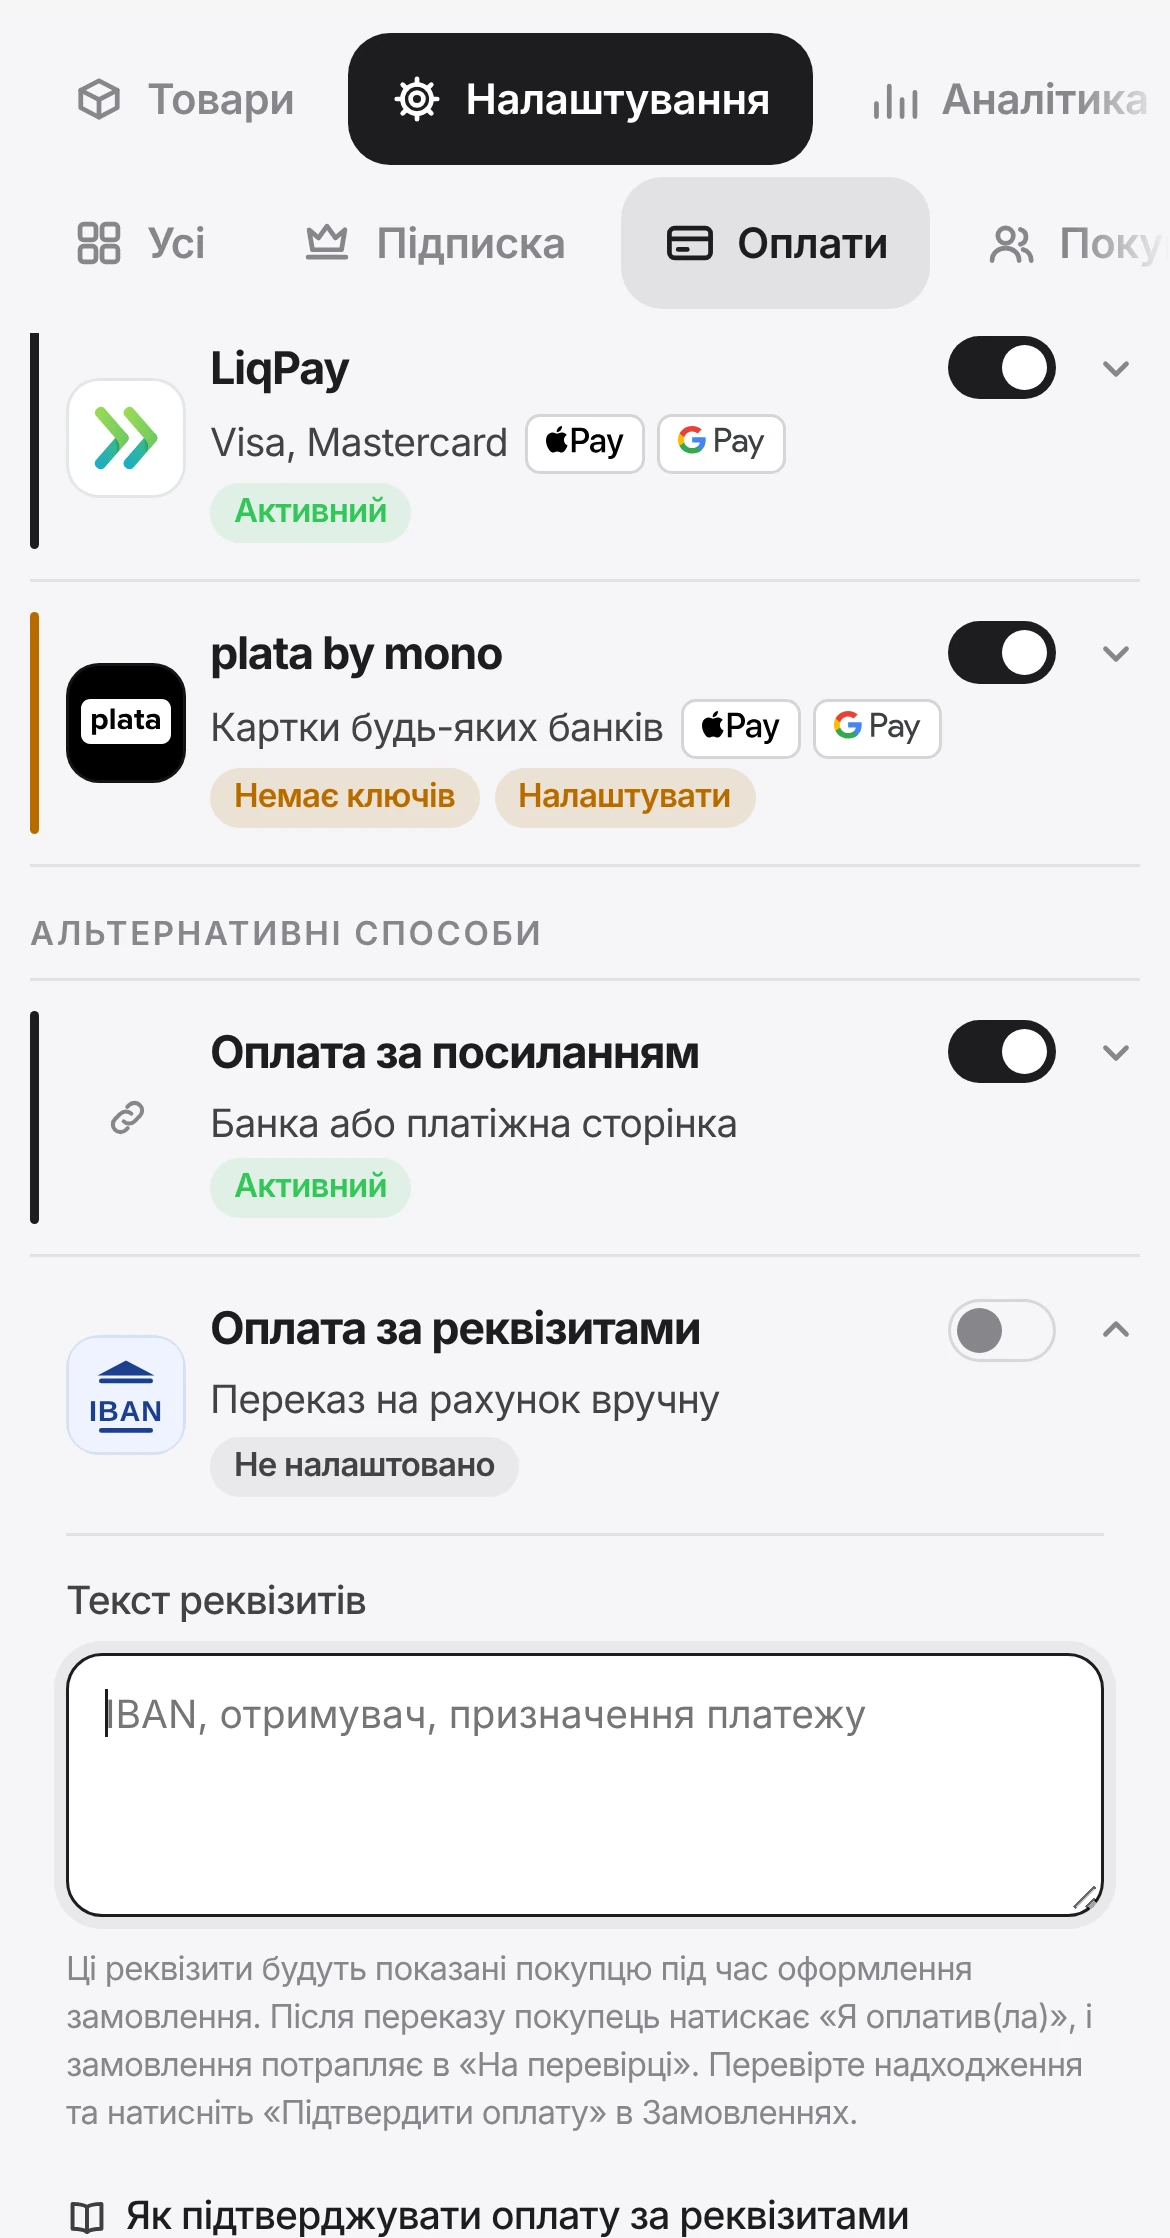 Товари
Налаштування
Аналітика
Усі
Підписка
Оплати
Поку
LiqPay
Visa, Mastercard Pay G Pay
Активний
plata by mono
plata
Картки будь-яких банків Pay G Pay
Немає ключів Налаштувати
АЛЬТЕРНАТИВНІ СПОСОБИ
Оплата за посиланням
Банка або платіжна сторінка
Активний
Оплата за реквізитами
IBAN
Переказ на рахунок вручну
Не налаштовано
Текст реквізитів
IBAN, отримувач, призначення платежу
Ці реквізити будуть показані покупцю під час оформлення
замовлення. Після переказу покупець натискає «Я оплатив(ла)», і
замовлення потрапляє в «На перевірці». Перевірте надходження
та натисніть «Підтвердити оплату» в Замовленнях.
Як підтверджувати оплату за реквізитами